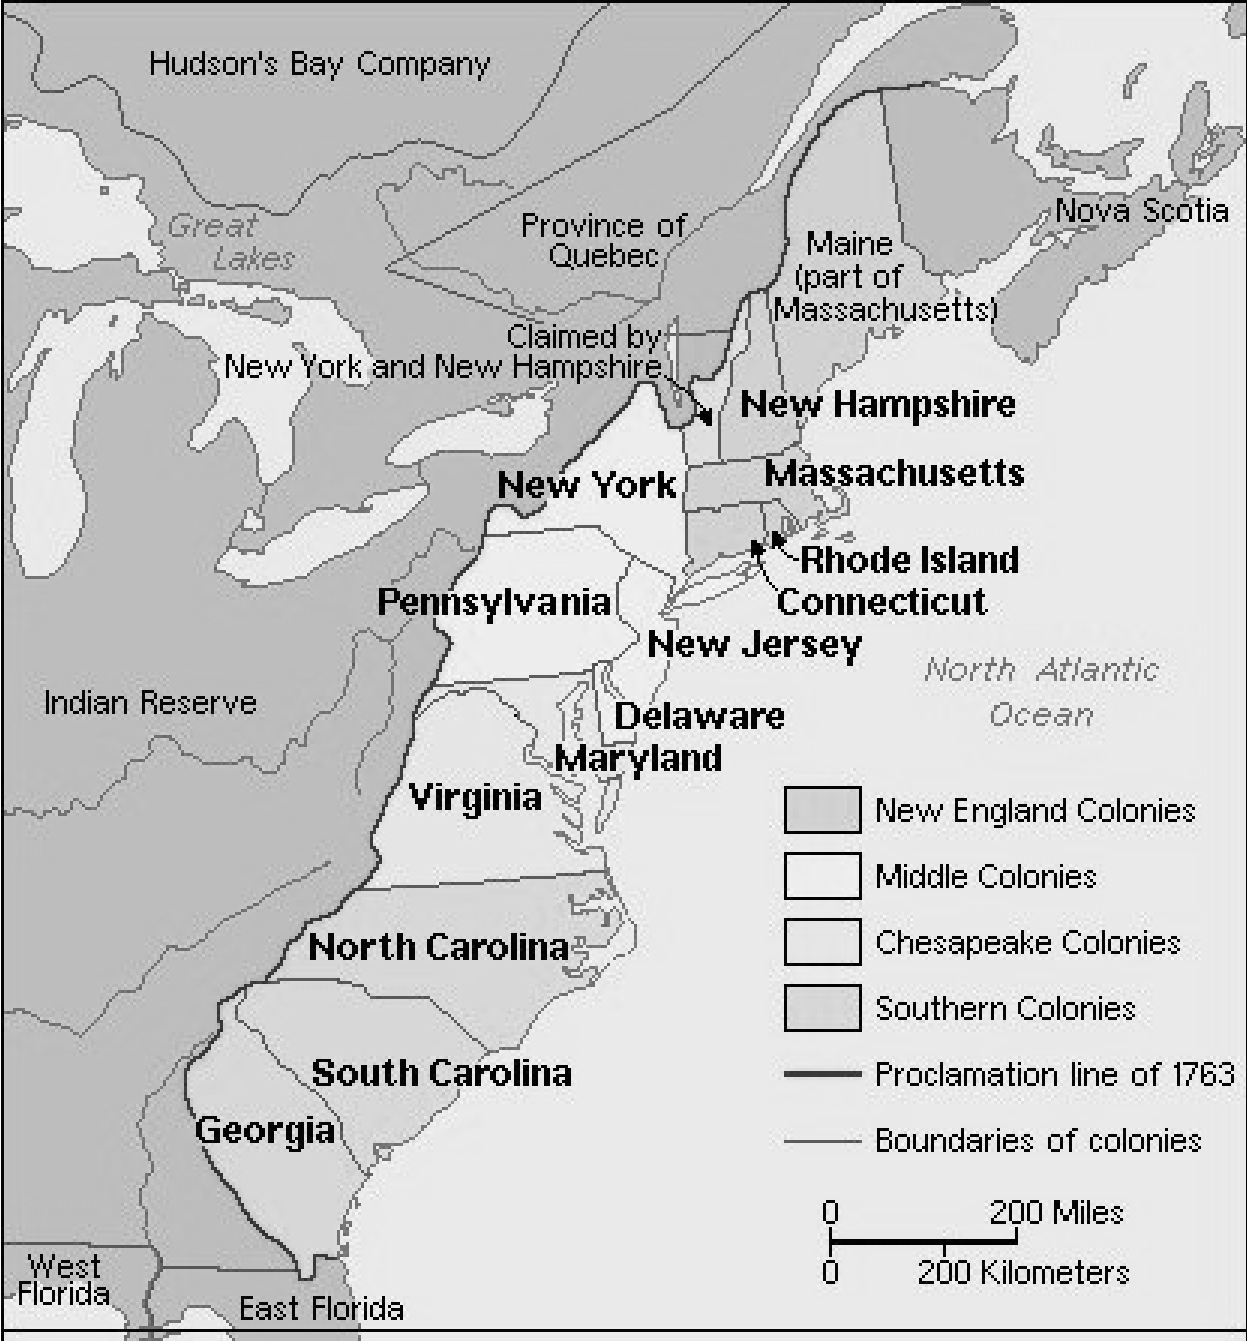 Hudson's Bay Company
Great
Lakes
Province of
Quebec
Nova Scotia
Maine
(part of
Massachusetts)
Claimed by
New York and New Hampshire
New Hampshire
Massachusetts
New York
Rhode Island
Connecticut
Pennsylvania
New Jersey
North Atlantic
Ocean
Indian Reserve
Delaware
Maryland
Virginia
North Carolina
South Carolina
Georgia
West
Florida
East Florida
New England Colonies
Middle Colonies
Chesapeake Colonies
Southern Colonies
Proclamation line of 1763
Boundaries of colonies
0 200 Miles
0 200 Kilometers